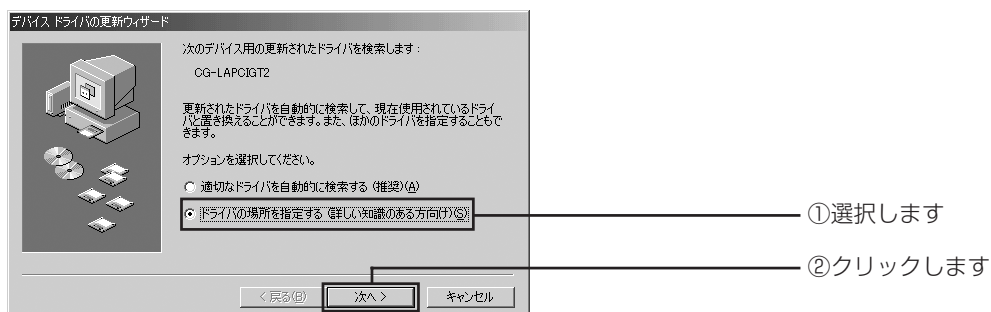 デバイス ドライバの更新ウィザード
次のデバイス用の更新されたドライバを検索します:
CG-LAPCIGT2
更新されたドライバを自動的に検索して、現在使用されているドライ
バと置き換えることができます。また、ほかのドライバを指定することもで
きます。
オプションを選択してください。
適切なドライバを自動的に検索する (推奨)(A)
ドライバの場所を指定する (詳しい知識のある方向け)(S)
①選択します
②クリックします
< 戻る(B)
次へ >
キャンセル